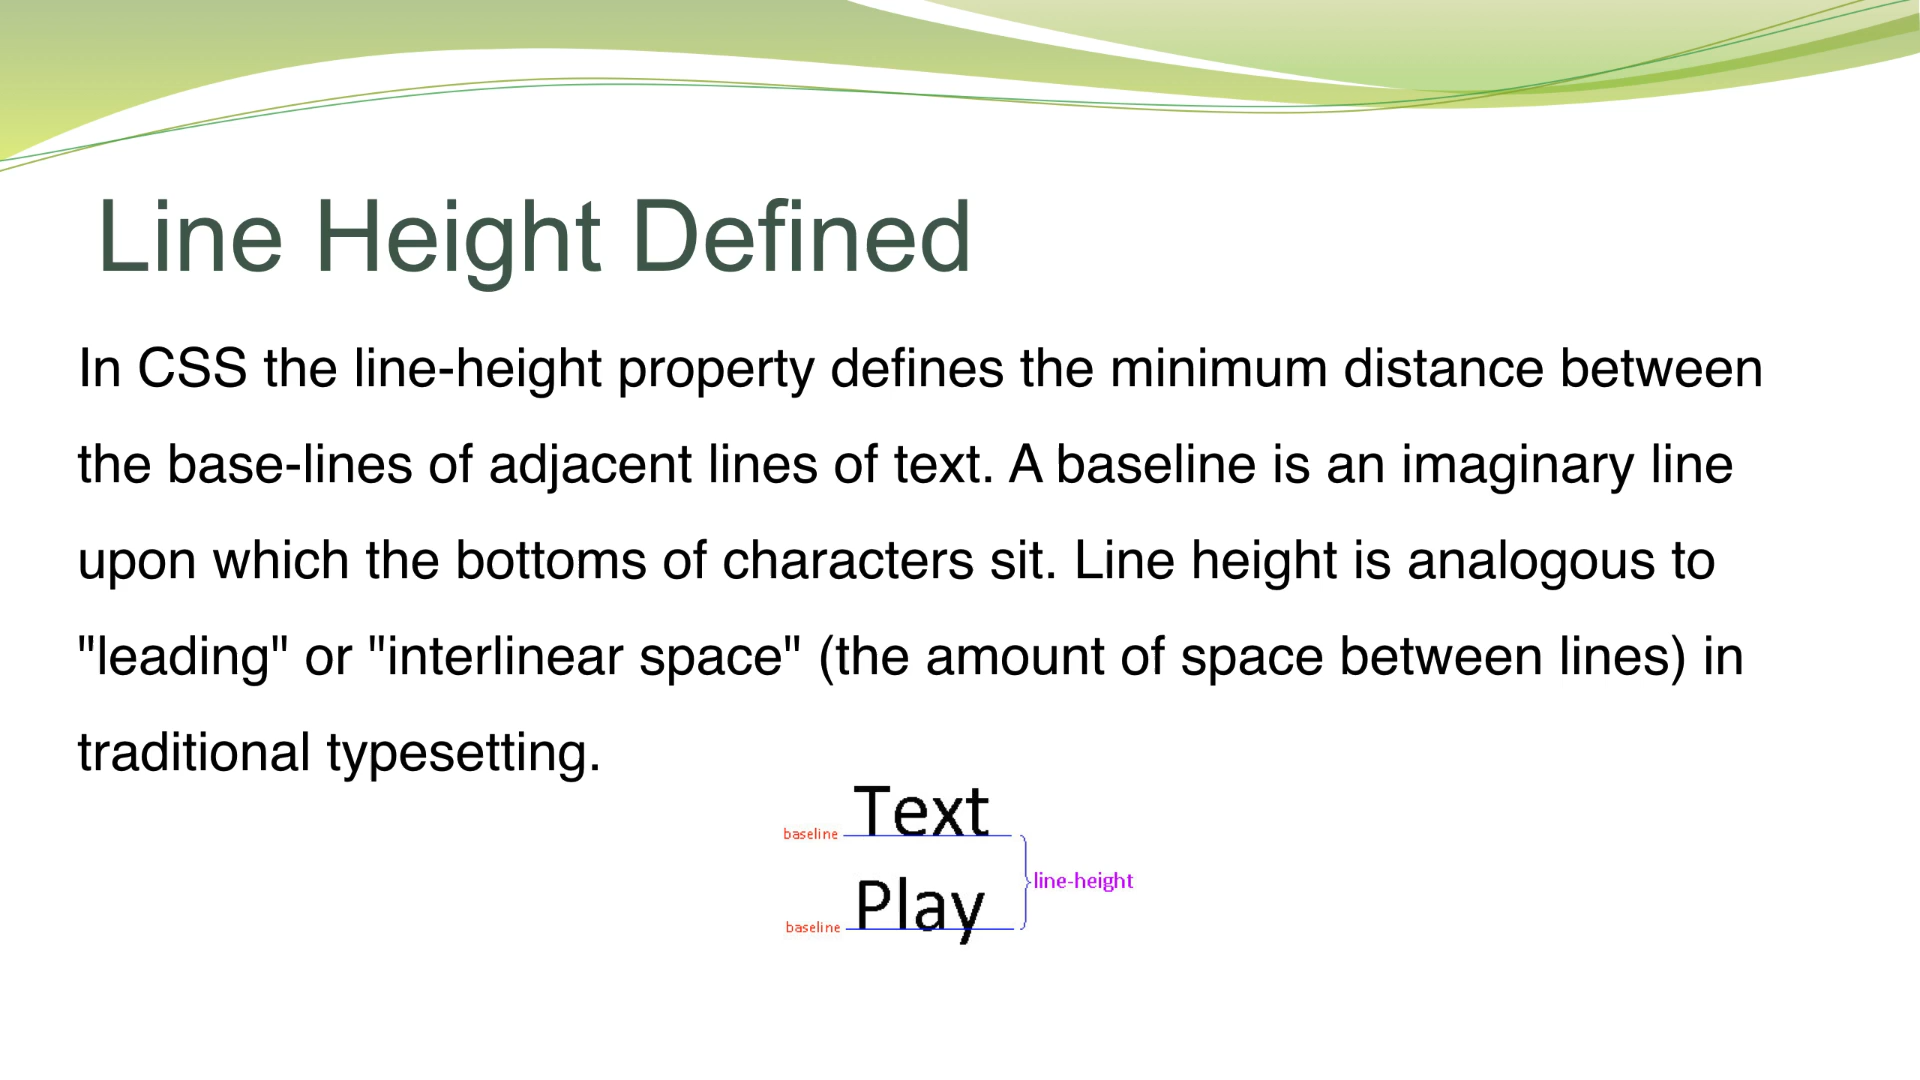 Line Height Defined
In CSS the line-height property defines the minimum distance between
the base-lines of adjacent lines of text. A baseline is an imaginary line
upon which the bottoms of characters sit. Line height is analogous to
"leading" or "interlinear space" (the amount of space between lines) in
traditional typesetting.
Text
baseline
line-height
Play
baseline